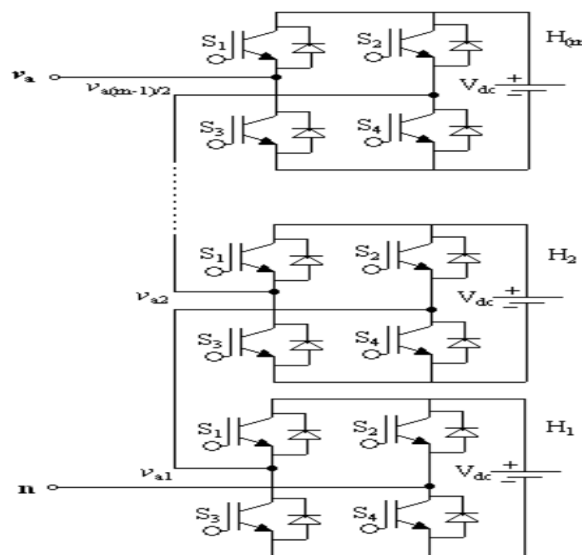 S1 S2 H(m
va
va(m-1)/2 Vdc + −
S3 S4
S1 S2 H2
va2 Vdc + −
S3 S4
S1 S2 H1
va1 Vdc + −
n
S3 S4